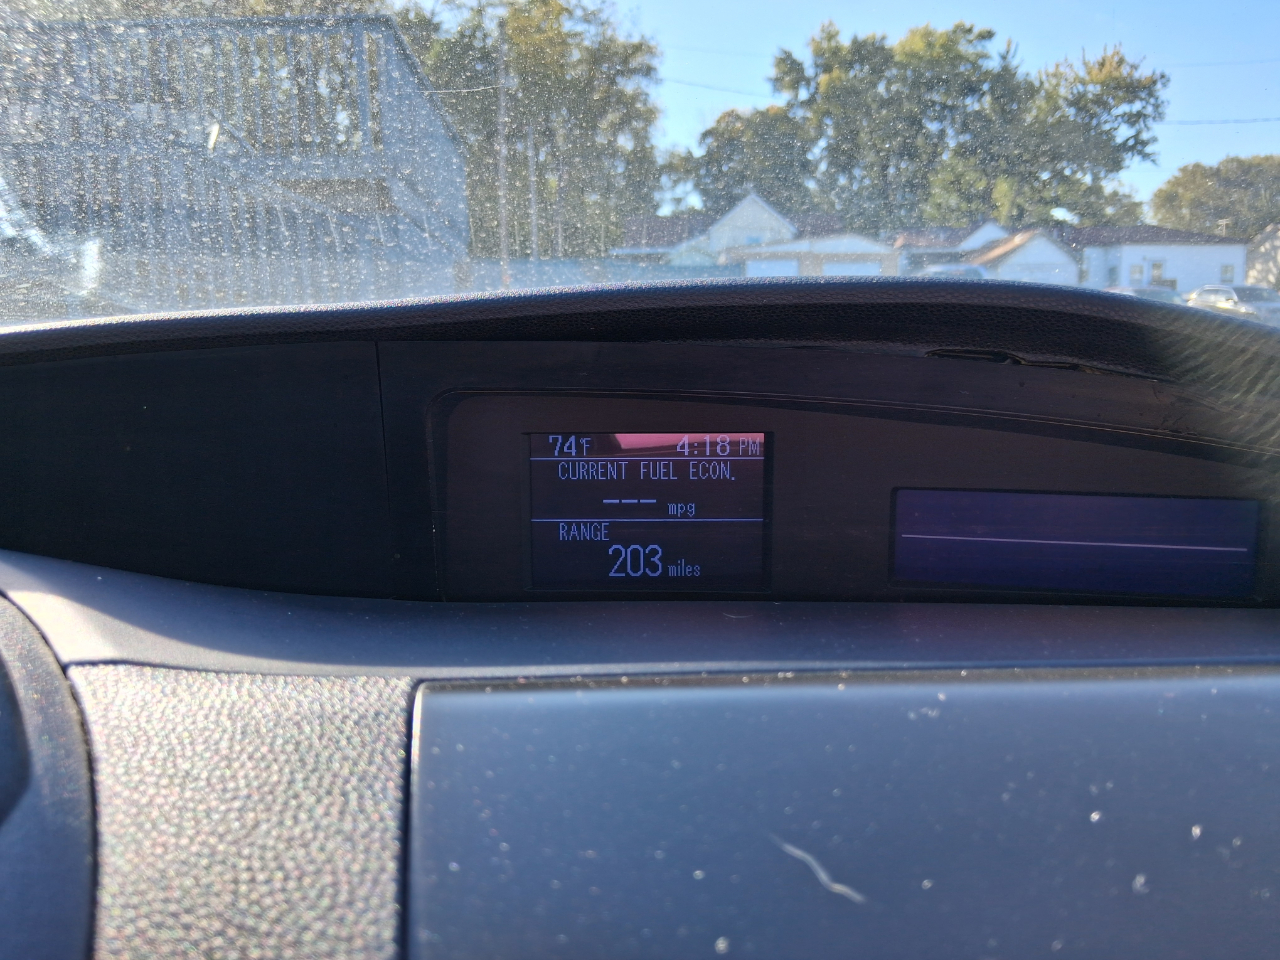 74°F 4:18 PM
CURRENT FUEL ECON.
--- mpg
RANGE
203 miles